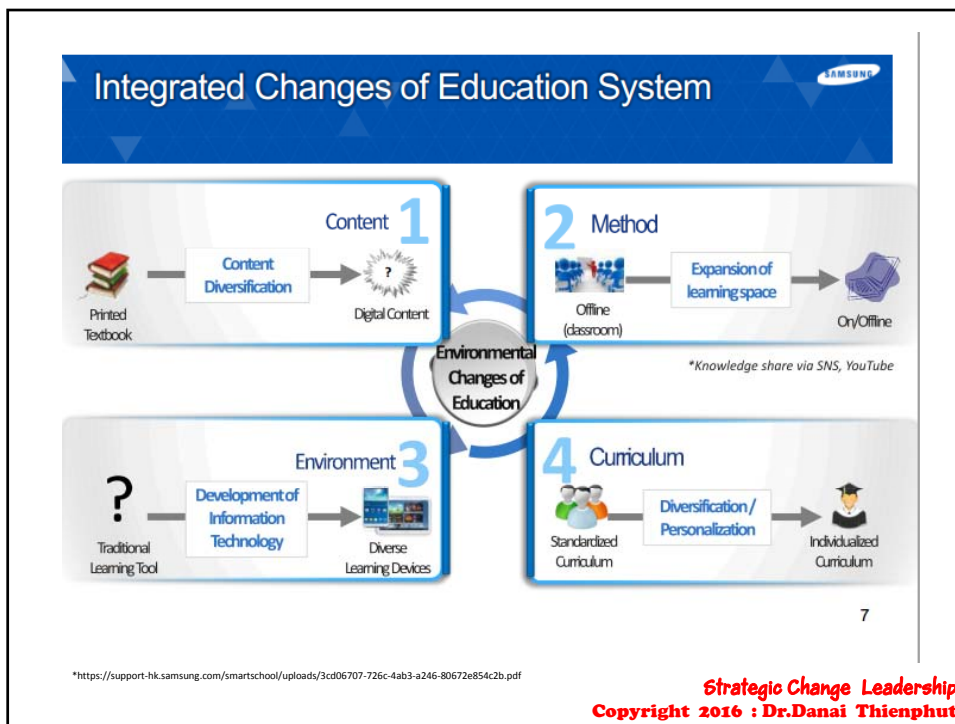 Integrated Changes of Education System
SAMSUNG
Content 1
Content
Diversification
?
Printed
Textbook
Digital Content
2 Method
Expansion of
learning space
Offline
(classroom)
On/Offline
*Knowledge share via SNS, YouTube
Environmental
Changes of
Education
Environment 3
?
Development of
Information
Technology
Traditional
Learning Tool
Diverse
Learning Devices
4 Curriculum
Diversification /
Personalization
Standardized
Curriculum
Individualized
Curriculum
7
*https://support-hk.samsung.com/smartschool/uploads/3cd06707-726c-4ab3-a246-80672e854c2b.pdf
Strategic Change Leadership
Copyright 2016 : Dr.Danai Thienphut